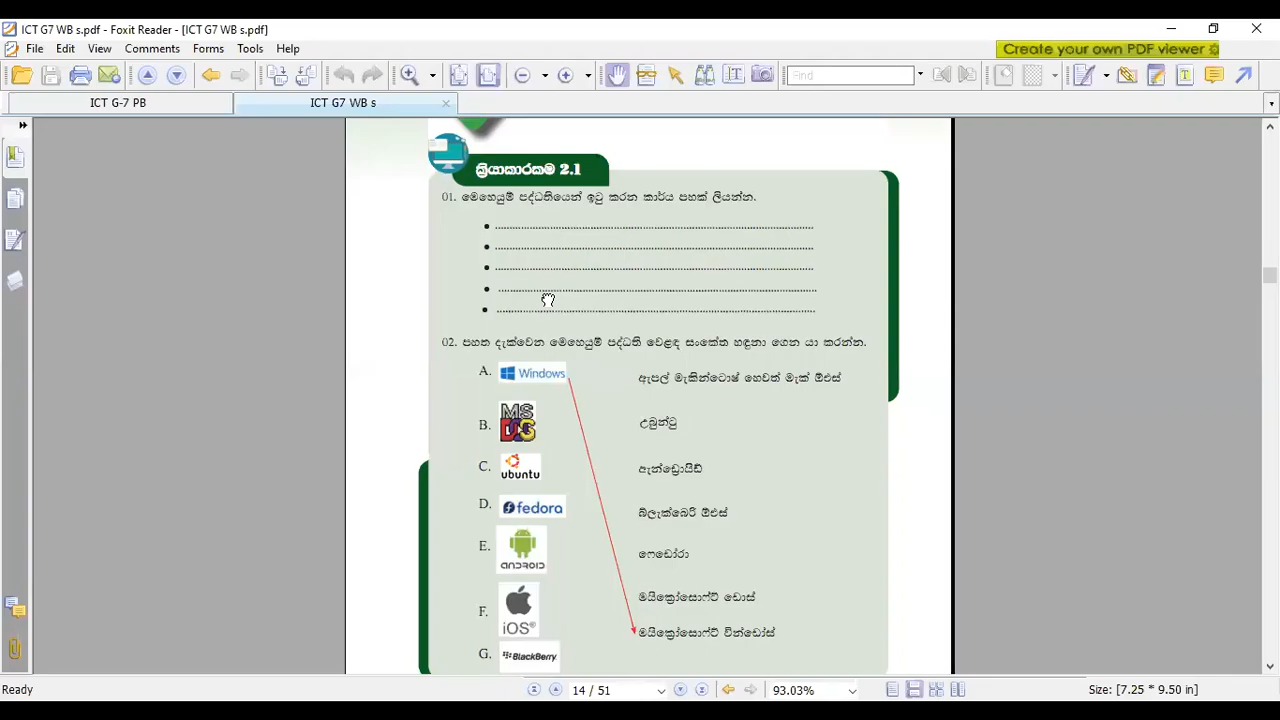 ICT G7 WB s.pdf - Foxit Reader - [ICT G7 WB s.pdf]
File Edit View Comments Forms Tools Help
Create your own PDF viewer
Find
ICT G-7 PB
ICT G7 WB s
ක්‍රියාකාරකම 2.1
01. මෙහෙයුම් පද්ධතියෙන් ඉටු කරන කාර්ය පහක් ලියන්න.
02. පහත දැක්වෙන මෙහෙයුම් පද්ධති වෙළඳ සංකේත හඳුනා ගෙන යා කරන්න.
A. Windows
ඇපල් මැකින්ටොෂ් හෙවත් මැක් ඕඑස්
B. MS DOS
උබුන්ටු
C. ubuntu
ඇන්ඩ්‍රොයිඩ්
D. fedora
බ්ලැක්බෙරි ඕඑස්
E. ANDROID
ෆෙඩෝරා
F. iOS
මයික්‍රෝසොෆ්ට් ඩොස්
මයික්‍රෝසොෆ්ට් වින්ඩෝස්
G. BlackBerry
Ready
14 / 51
93.03%
Size: [7.25 * 9.50 in]